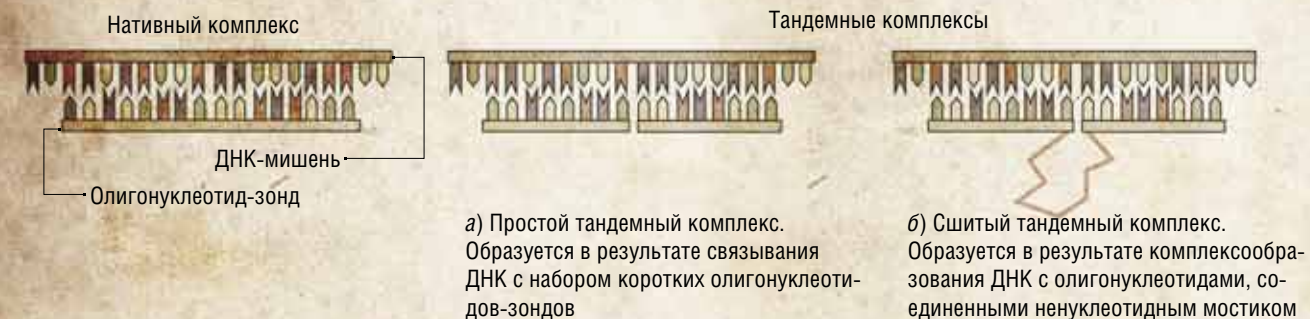 Нативный комплекс
Тандемные комплексы
ДНК-мишень
Олигонуклеотид-зонд
а) Простой тандемный комплекс.
Образуется в результате связывания
ДНК с набором коротких олигонуклеоти-
дов-зондов
б) Сшитый тандемный комплекс.
Образуется в результате комплексообра-
зования ДНК с олигонуклеотидами, со-
единенными ненуклеотидным мостиком